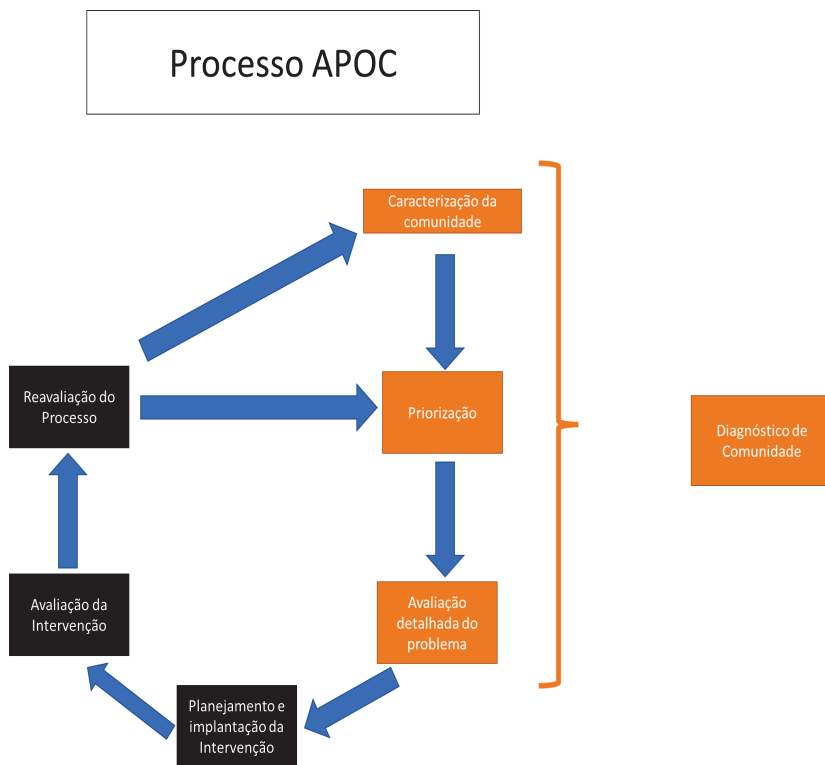 Processo APOC
Caracterização da
comunidade
Reavaliação do
Processo
Priorização
Diagnóstico de
Comunidade
Avaliação da
Intervenção
Avaliação
detalhada do
problema
Planejamento e
implantação da
Intervenção